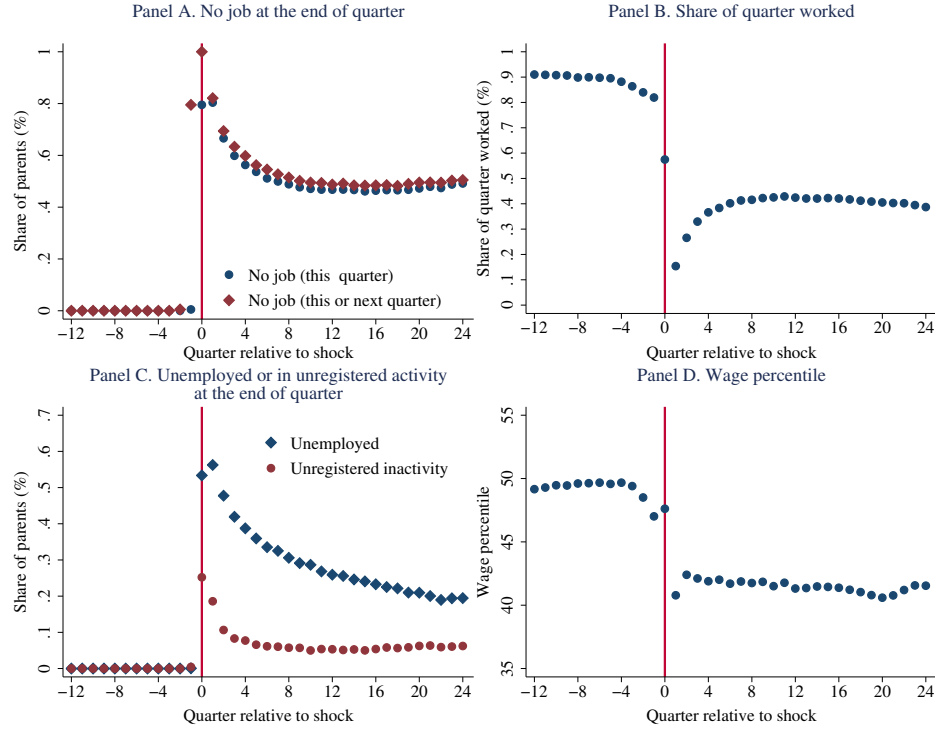 Panel A. No job at the end of quarter
Share of parents (%)
1
.8
.6
.4
.2
0
No job (this quarter)
No job (this or next quarter)
−12 −8 −4 0 4 8 12 16 20 24
Quarter relative to shock
Panel B. Share of quarter worked
Share of quarter worked (%)
1
.9
.8
.7
.6
.5
.4
.3
.2
.1
0
−12 −8 −4 0 4 8 12 16 20 24
Quarter relative to shock
Panel C. Unemployed or in unregistered activity
at the end of quarter
Share of parents (%)
.7
.6
.5
.4
.3
.2
.1
0
Unemployed
Unregistered inactivity
−12 −8 −4 0 4 8 12 16 20 24
Quarter relative to shock
Panel D. Wage percentile
Wage percentile
55
50
45
40
35
−12 −8 −4 0 4 8 12 16 20 24
Quarter relative to shock